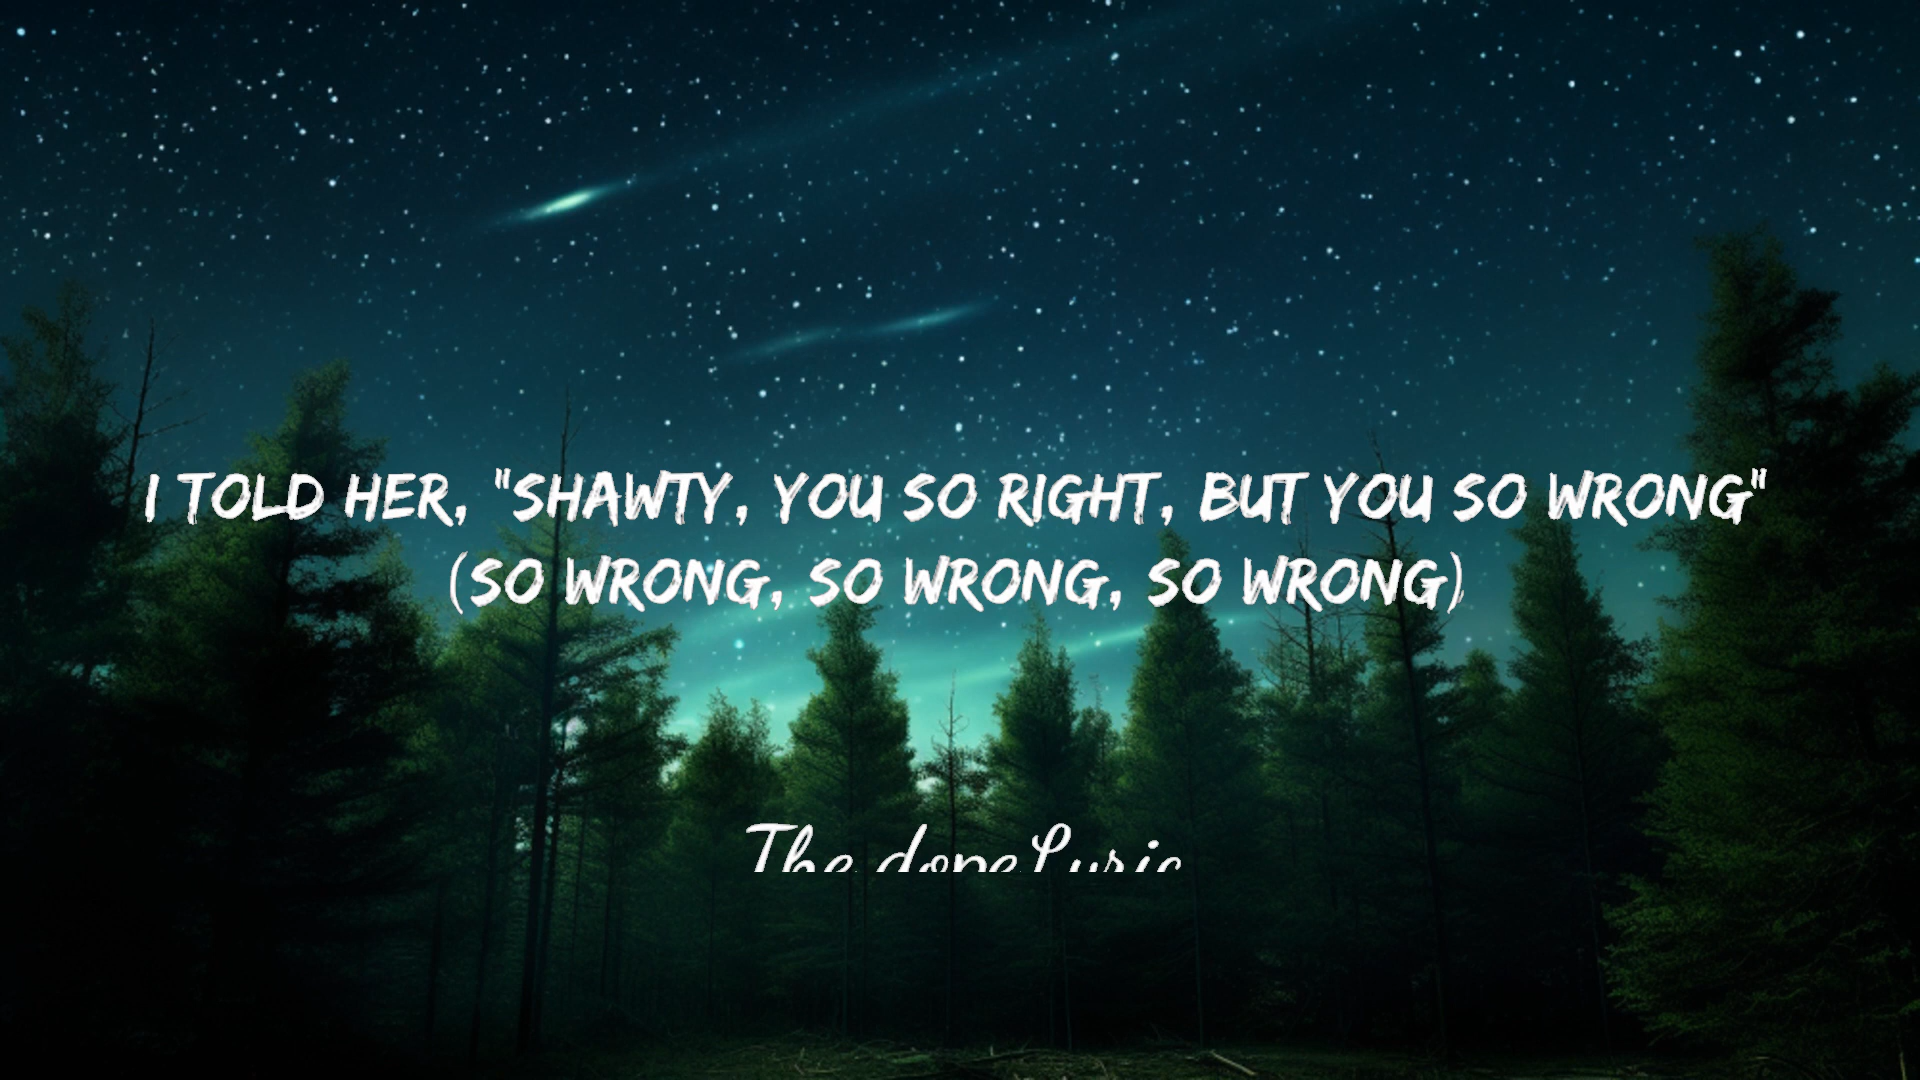 I TOLD HER, "SHAWTY, YOU SO RIGHT, BUT YOU SO WRONG"
(SO WRONG, SO WRONG, SO WRONG)
The dopeLyric